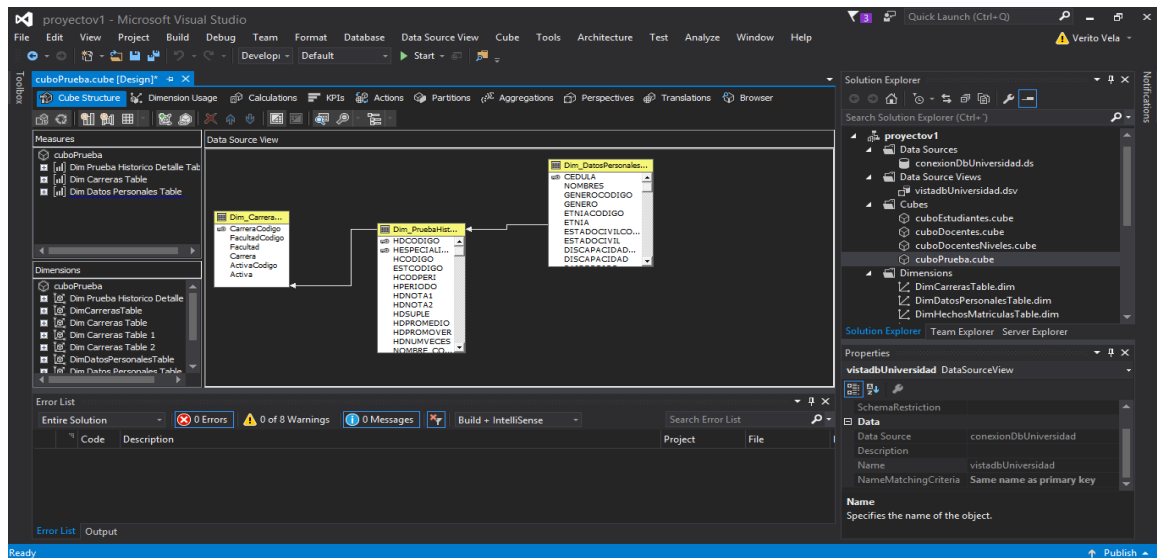 proyectov1 - Microsoft Visual Studio
3
Quick Launch (Ctrl+Q)
File Edit View Project Build Debug Team Format Database Data Source View Cube Tools Architecture Test Analyze Window Help
Verito Vela
Developi Default Start
Toolbox
cuboPrueba.cube [Design]*
Cube Structure Dimension Usage Calculations KPIs Actions Partitions Aggregations Perspectives Translations Browser
Measures
cuboPrueba
Dim Prueba Historico Detalle Tab
Dim Carreras Table
Dim Datos Personales Table
Dimensions
cuboPrueba
Dim Prueba Historico Detalle
DimCarrerasTable
Dim Carreras Table
Dim Carreras Table 1
Dim Carreras Table 2
DimDatosPersonalesTable
Dim Datos Personales Table
Data Source View
Dim_Carrera...
CarreraCodigo
FacultadCodigo
Facultad
Carrera
ActivaCodigo
Activa
Dim_PruebaHist...
HDCODIGO
HESPECIALI...
HCODIGO
ESTCODIGO
HCODPERI
HPERIODO
HDNOTA1
HDNOTA2
HDSUPLE
HDPROMEDIO
HDPROMOVER
HDNUMVECES
NOMBRE_CO...
Dim_DatosPersonales...
CEDULA
NOMBRES
GENEROCODIGO
GENERO
ETNIACODIGO
ETNIA
ESTADOCIVILCO...
ESTADOCIVIL
DISCAPACIDAD...
DISCAPACIDAD
Error List
Entire Solution 0 Errors 0 of 8 Warnings 0 Messages Build + IntelliSense Search Error List
Code Description Project File
Error List Output
Solution Explorer
Search Solution Explorer (Ctrl+¨)
proyectov1
Data Sources
conexionDbUniversidad.ds
Data Source Views
vistadbUniversidad.dsv
Cubes
cuboEstudiantes.cube
cuboDocentes.cube
cuboDocentesNiveles.cube
cuboPrueba.cube
Dimensions
DimCarrerasTable.dim
DimDatosPersonalesTable.dim
DimHechosMatriculasTable.dim
Solution Explorer Team Explorer Server Explorer
Properties
vistadbUniversidad DataSourceView
SchemaRestriction
Data
Data Source conexionDbUniversidad
Description
Name vistadbUniversidad
NameMatchingCriteria Same name as primary key
Name
Specifies the name of the object.
Notifications
Ready
Publish